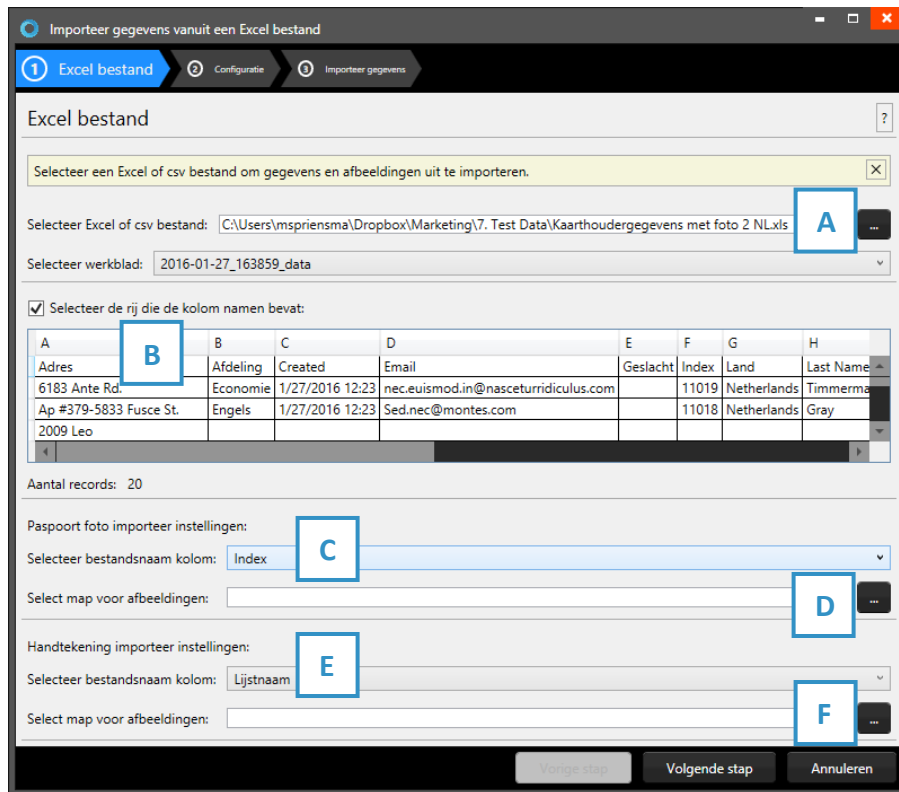 Importeer gegevens vanuit een Excel bestand
1 Excel bestand 2 Configuratie 3 Importeer gegevens
Excel bestand ?
Selecteer een Excel of csv bestand om gegevens en afbeeldingen uit te importeren.
Selecteer Excel of csv bestand: C:\Users\mspriensma\Dropbox\Marketing\7. Test Data\Kaarthoudergegevens met foto 2 NL.xls A ...
Selecteer werkblad: 2016-01-27_163859_data
Selecteer de rij die de kolom namen bevat:
B
A B C D E F G H
Adres Afdeling Created Email Geslacht Index Land Last Name
6183 Ante Rd. Economie 1/27/2016 12:23 nec.euismod.in@nasceturridiculus.com 11019 Netherlands Timmerma
Ap #379-5833 Fusce St. Engels 1/27/2016 12:23 Sed.nec@montes.com 11018 Netherlands Gray
2009 Leo
Aantal records: 20
Paspoort foto importeer instellingen:
C
Selecteer bestandsnaam kolom: Index
Select map voor afbeeldingen: D ...
Handtekening importeer instellingen:
E
Selecteer bestandsnaam kolom: Lijstnaam
Select map voor afbeeldingen: F ...
Vorige stap Volgende stap Annuleren